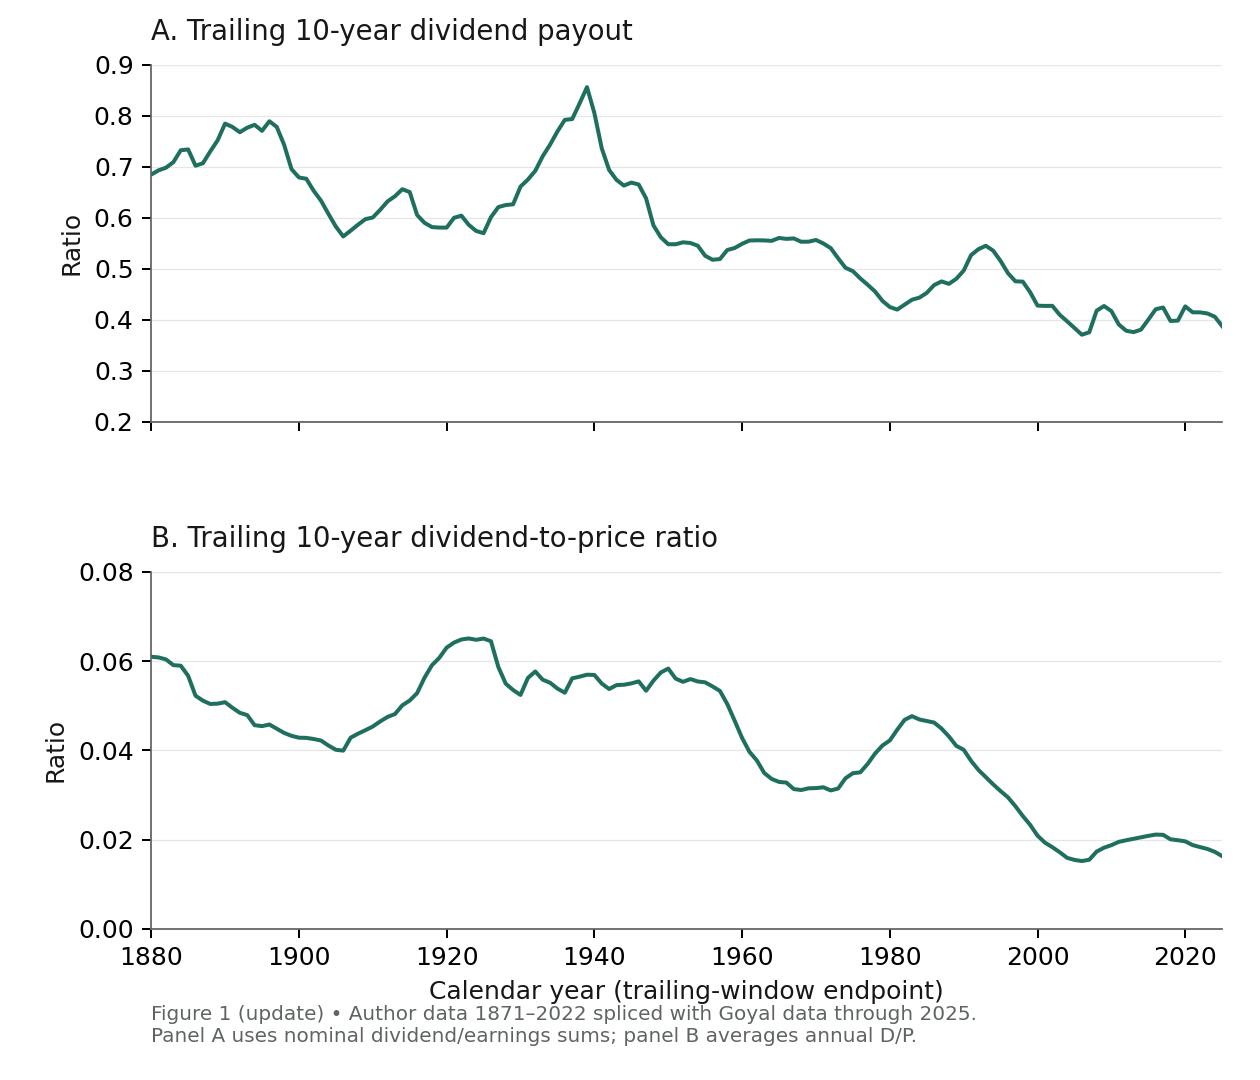 A. Trailing 10-year dividend payout
0.9
0.8
0.7
0.6
0.5
0.4
0.3
0.2
Ratio
B. Trailing 10-year dividend-to-price ratio
0.08
0.06
0.04
0.02
0.00
Ratio
1880 1900 1920 1940 1960 1980 2000 2020
Calendar year (trailing-window endpoint)
Figure 1 (update) • Author data 1871–2022 spliced with Goyal data through 2025.
Panel A uses nominal dividend/earnings sums; panel B averages annual D/P.